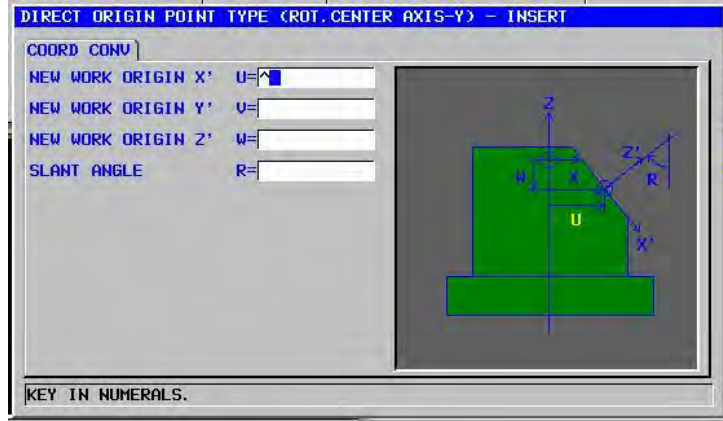 DIRECT ORIGIN POINT TYPE (ROT.CENTER AXIS-Y) - INSERT
COORD CONV
NEW WORK ORIGIN X' U=^
NEW WORK ORIGIN Y' V=
NEW WORK ORIGIN Z' W=
SLANT ANGLE R=
Z
Z'
W
X
R
U
X'
KEY IN NUMERALS.